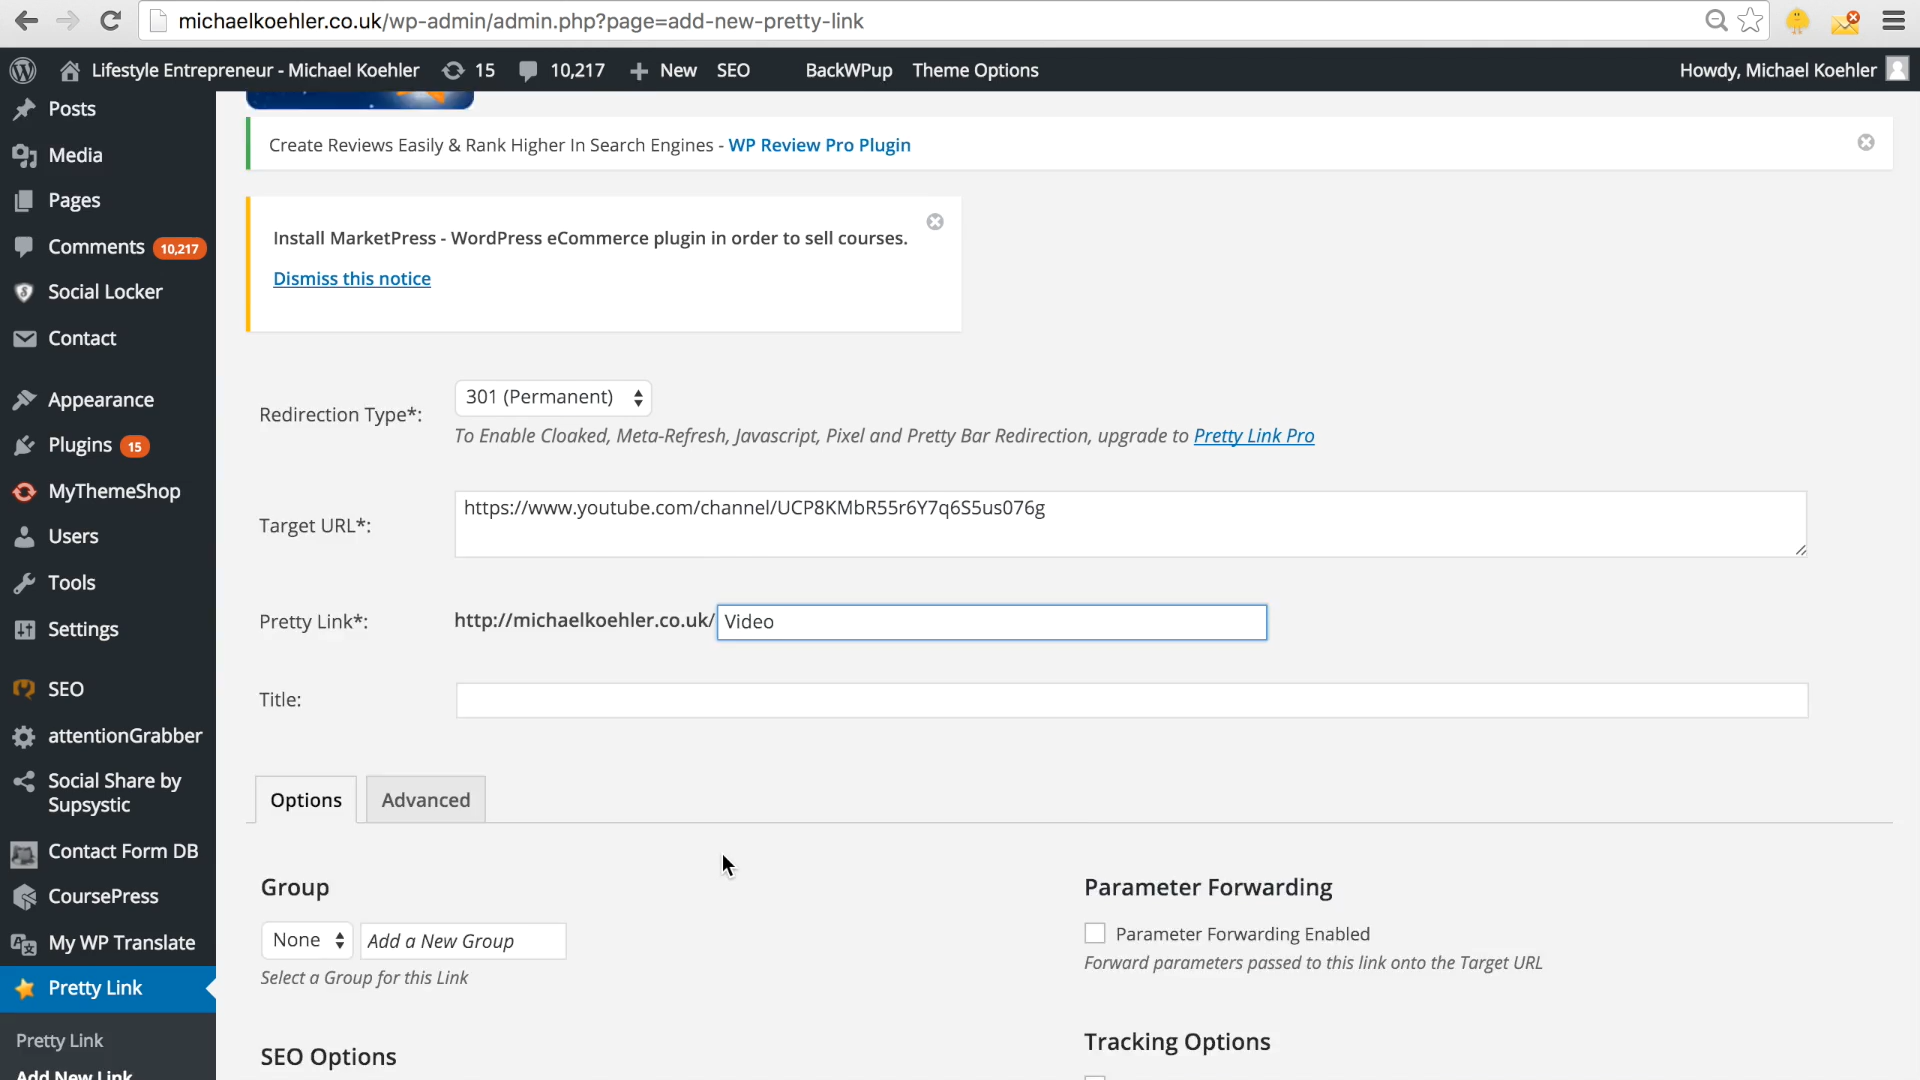 michaelkoehler.co.uk/wp-admin/admin.php?page=add-new-pretty-link
Lifestyle Entrepreneur - Michael Koehler 15 10,217 New SEO BackWPup Theme Options Howdy, Michael Koehler
Posts
Media
Pages
Comments 10,217
Social Locker
Contact
Appearance
Plugins 15
MyThemeShop
Users
Tools
Settings
SEO
attentionGrabber
Social Share by
Supsystic
Contact Form DB
CoursePress
My WP Translate
Pretty Link
Pretty Link
Add New Link
Create Reviews Easily & Rank Higher In Search Engines - WP Review Pro Plugin
Install MarketPress - WordPress eCommerce plugin in order to sell courses.
Dismiss this notice
Redirection Type*: 301 (Permanent)
To Enable Cloaked, Meta-Refresh, Javascript, Pixel and Pretty Bar Redirection, upgrade to Pretty Link Pro
Target URL*: https://www.youtube.com/channel/UCP8KMbR55r6Y7q6S5us076g
Pretty Link*: http://michaelkoehler.co.uk/ Video
Title:
Options Advanced
Group
None Add a New Group
Select a Group for this Link
SEO Options
Parameter Forwarding
Parameter Forwarding Enabled
Forward parameters passed to this link onto the Target URL
Tracking Options